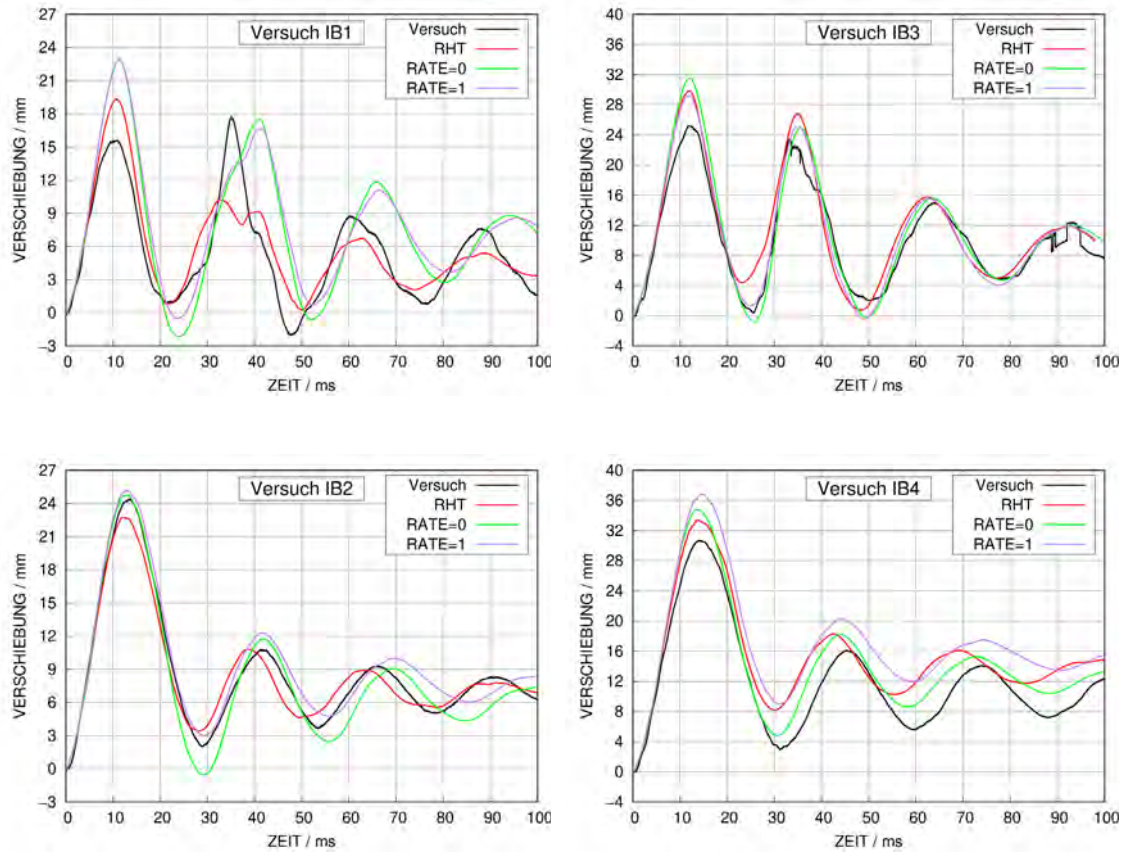 Versuch IB1
Versuch
RHT
RATE=0
RATE=1
VERSCHIEBUNG / mm
27
24
21
18
15
12
9
6
3
0
−3
0 10 20 30 40 50 60 70 80 90 100
ZEIT / ms
Versuch IB3
Versuch
RHT
RATE=0
RATE=1
VERSCHIEBUNG / mm
40
36
32
28
24
20
16
12
8
4
0
−4
0 10 20 30 40 50 60 70 80 90 100
ZEIT / ms
Versuch IB2
Versuch
RHT
RATE=0
RATE=1
VERSCHIEBUNG / mm
27
24
21
18
15
12
9
6
3
0
−3
0 10 20 30 40 50 60 70 80 90 100
ZEIT / ms
Versuch IB4
Versuch
RHT
RATE=0
RATE=1
VERSCHIEBUNG / mm
40
36
32
28
24
20
16
12
8
4
0
−4
0 10 20 30 40 50 60 70 80 90 100
ZEIT / ms